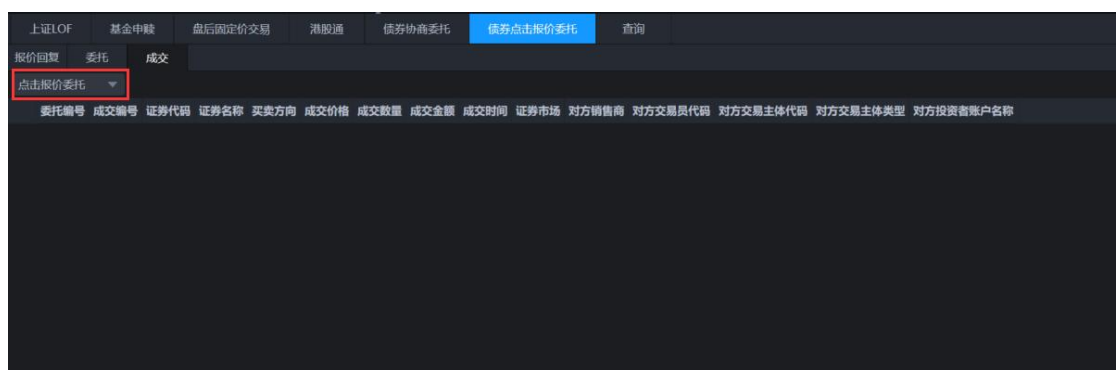 上证LOF 基金申赎 盘后固定价交易 港股通 债券协商委托 债券点击报价委托 查询
报价回复 委托 成交
点击报价委托
委托编号 成交编号 证券代码 证券名称 买卖方向 成交价格 成交数量 成交金额 成交时间 证券市场 对方销售商 对方交易员代码 对方交易主体代码 对方交易主体类型 对方投资者账户名称